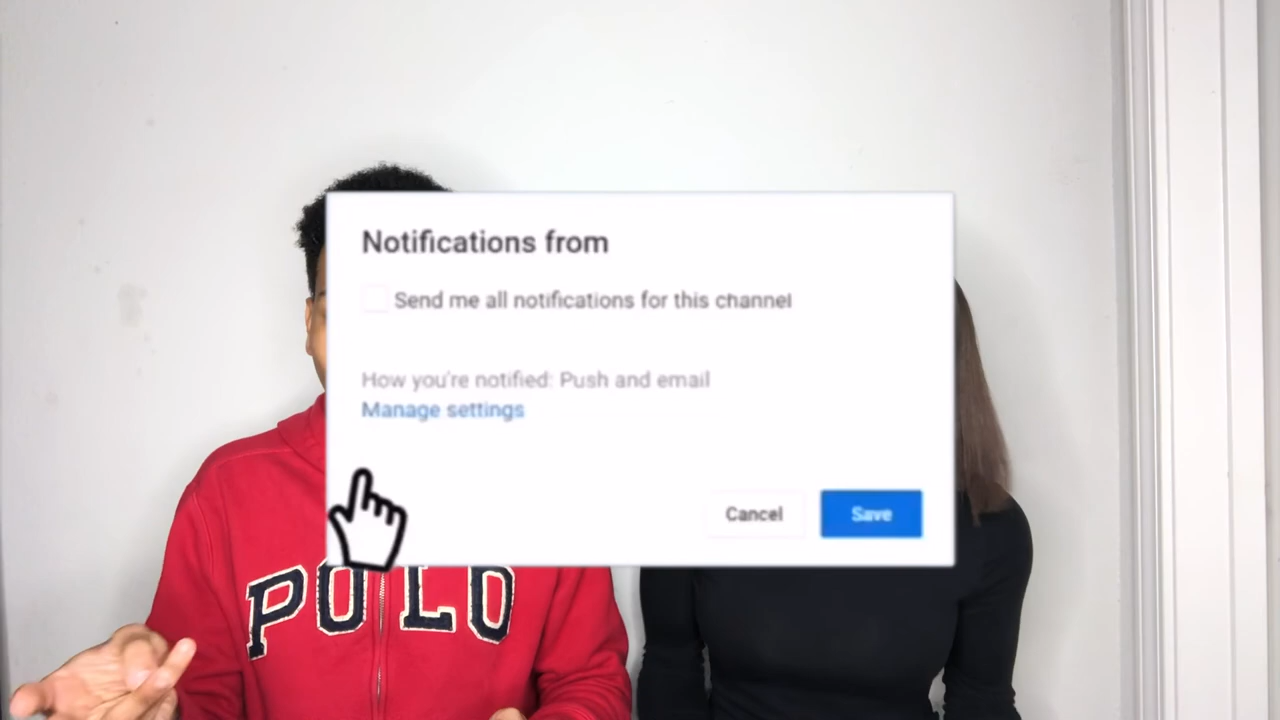 Notifications from
Send me all notifications for this channel
How you're notified: Push and email
Manage settings
Cancel
Save
POLO